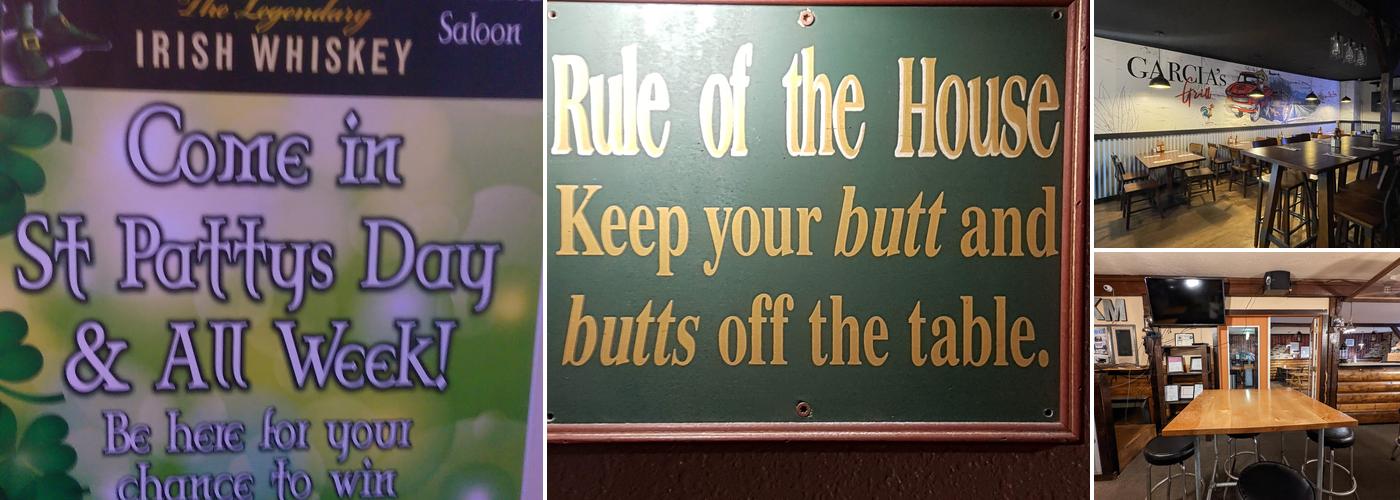 The Legendary
IRISH WHISKEY
Saloon
Come in
St Pattys Day
& All Week!
Be here for your
chance to win
Rule of the House
Keep your butt and
butts off the table.
GARCIA's
Grill
KM